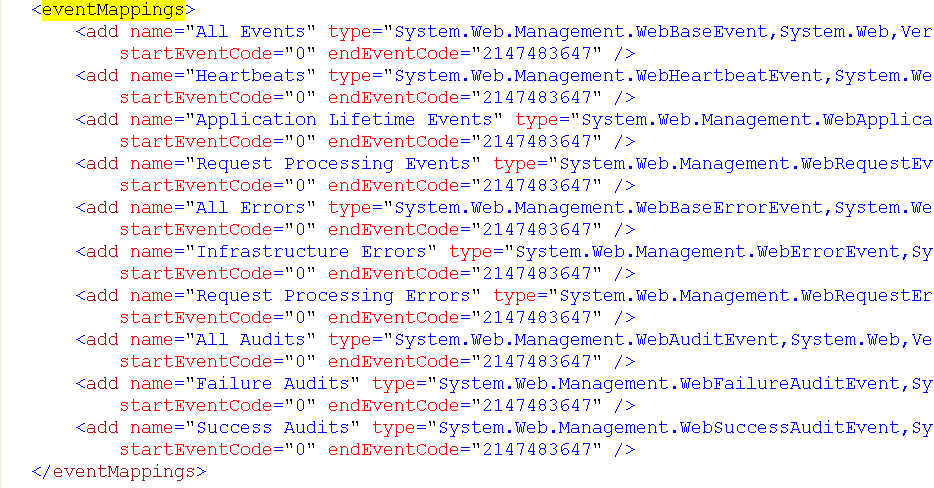 <eventMappings>
<add name="All Events" type="System.Web.Management.WebBaseEvent,System.Web,Ver
startEventCode="0" endEventCode="2147483647" />
<add name="Heartbeats" type="System.Web.Management.WebHeartbeatEvent,System.We
startEventCode="0" endEventCode="2147483647" />
<add name="Application Lifetime Events" type="System.Web.Management.WebApplica
startEventCode="0" endEventCode="2147483647" />
<add name="Request Processing Events" type="System.Web.Management.WebRequestEv
startEventCode="0" endEventCode="2147483647" />
<add name="All Errors" type="System.Web.Management.WebBaseErrorEvent,System.We
startEventCode="0" endEventCode="2147483647" />
<add name="Infrastructure Errors" type="System.Web.Management.WebErrorEvent,Sy
startEventCode="0" endEventCode="2147483647" />
<add name="Request Processing Errors" type="System.Web.Management.WebRequestEr
startEventCode="0" endEventCode="2147483647" />
<add name="All Audits" type="System.Web.Management.WebAuditEvent,System.Web,Ve
startEventCode="0" endEventCode="2147483647" />
<add name="Failure Audits" type="System.Web.Management.WebFailureAuditEvent,Sy
startEventCode="0" endEventCode="2147483647" />
<add name="Success Audits" type="System.Web.Management.WebSuccessAuditEvent,Sy
startEventCode="0" endEventCode="2147483647" />
</eventMappings>